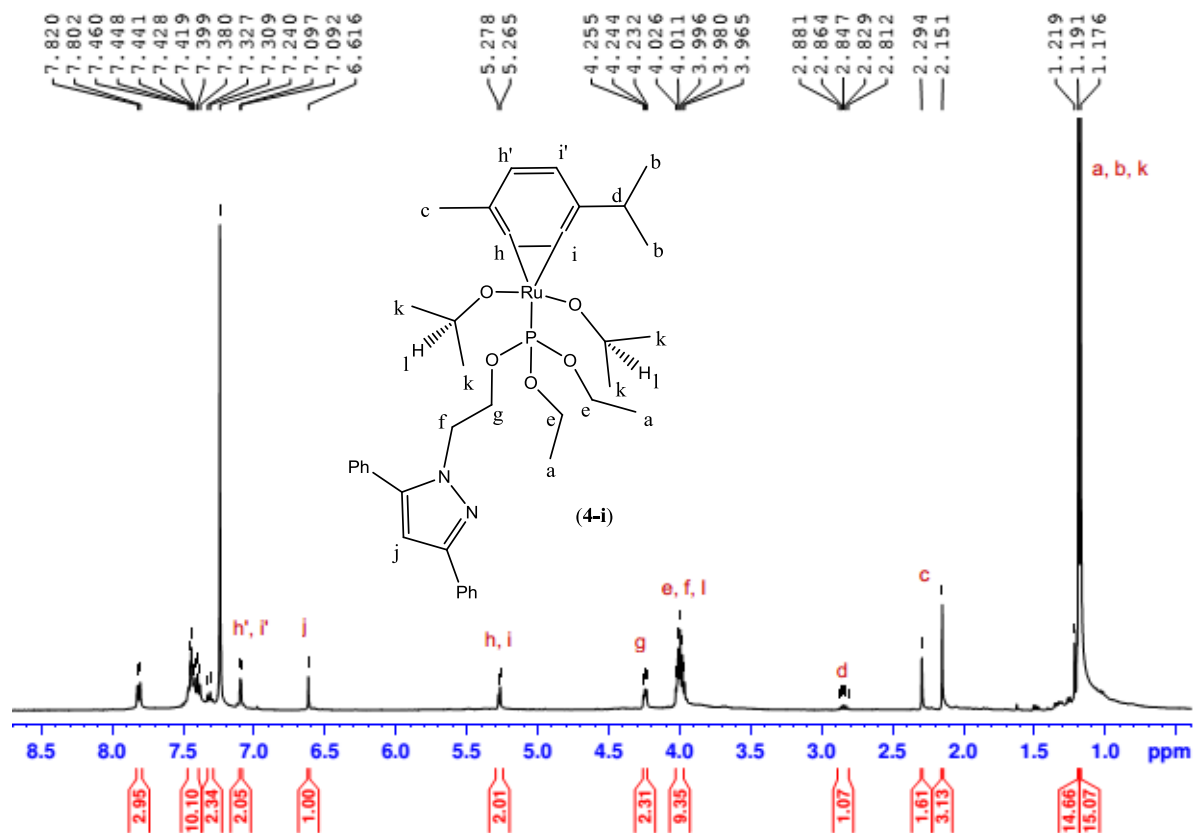 7.820 7.802 7.460 7.448 7.441 7.428 7.419 7.399 7.380 7.327 7.309 7.240 7.097 7.092 6.616 5.278 5.265 4.255 4.244 4.232 4.026 4.011 3.996 3.980 3.965 2.881 2.864 2.847 2.829 2.812 2.294 2.151 1.219 1.191 1.176
h' i' b
a, b, k
d
c
b
h i
O Ru O
k k
H P H
l O O l
k O k
g e
f e a
a
Ph N
N (4-i)
j
Ph
e, f, l c
h', i' j h, i g d
8.5 8.0 7.5 7.0 6.5 6.0 5.5 5.0 4.5 4.0 3.5 3.0 2.5 2.0 1.5 1.0 ppm
2.95 10.10 2.34 2.05 1.00 2.01 2.31 9.35 1.07 1.61 3.13 14.66 15.07